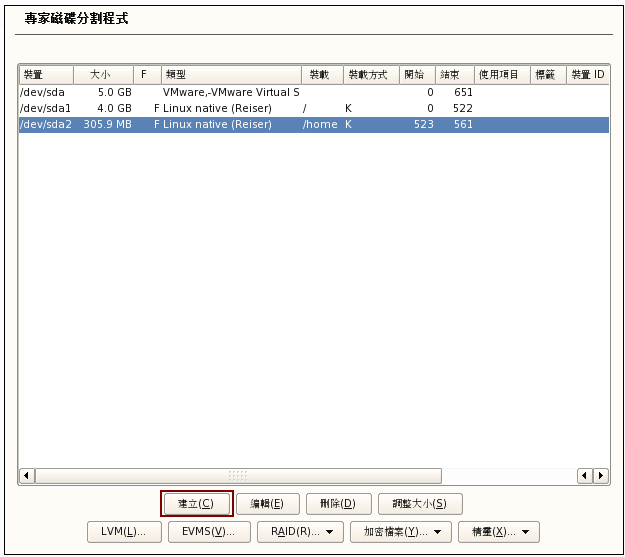 專家磁碟分割程式
裝置 大小 F 類型 裝載 裝載方式 開始 結束 使用項目 標籤 裝置 ID
/dev/sda 5.0 GB VMware,-VMware Virtual S 0 651
/dev/sda1 4.0 GB F Linux native (Reiser) / K 0 522
/dev/sda2 305.9 MB F Linux native (Reiser) /home K 523 561
建立(C) 編輯(E) 刪除(D) 調整大小(S)
LVM(L)... EVMS(V)... RAID(R)... 加密檔案(Y)... 精靈(X)...